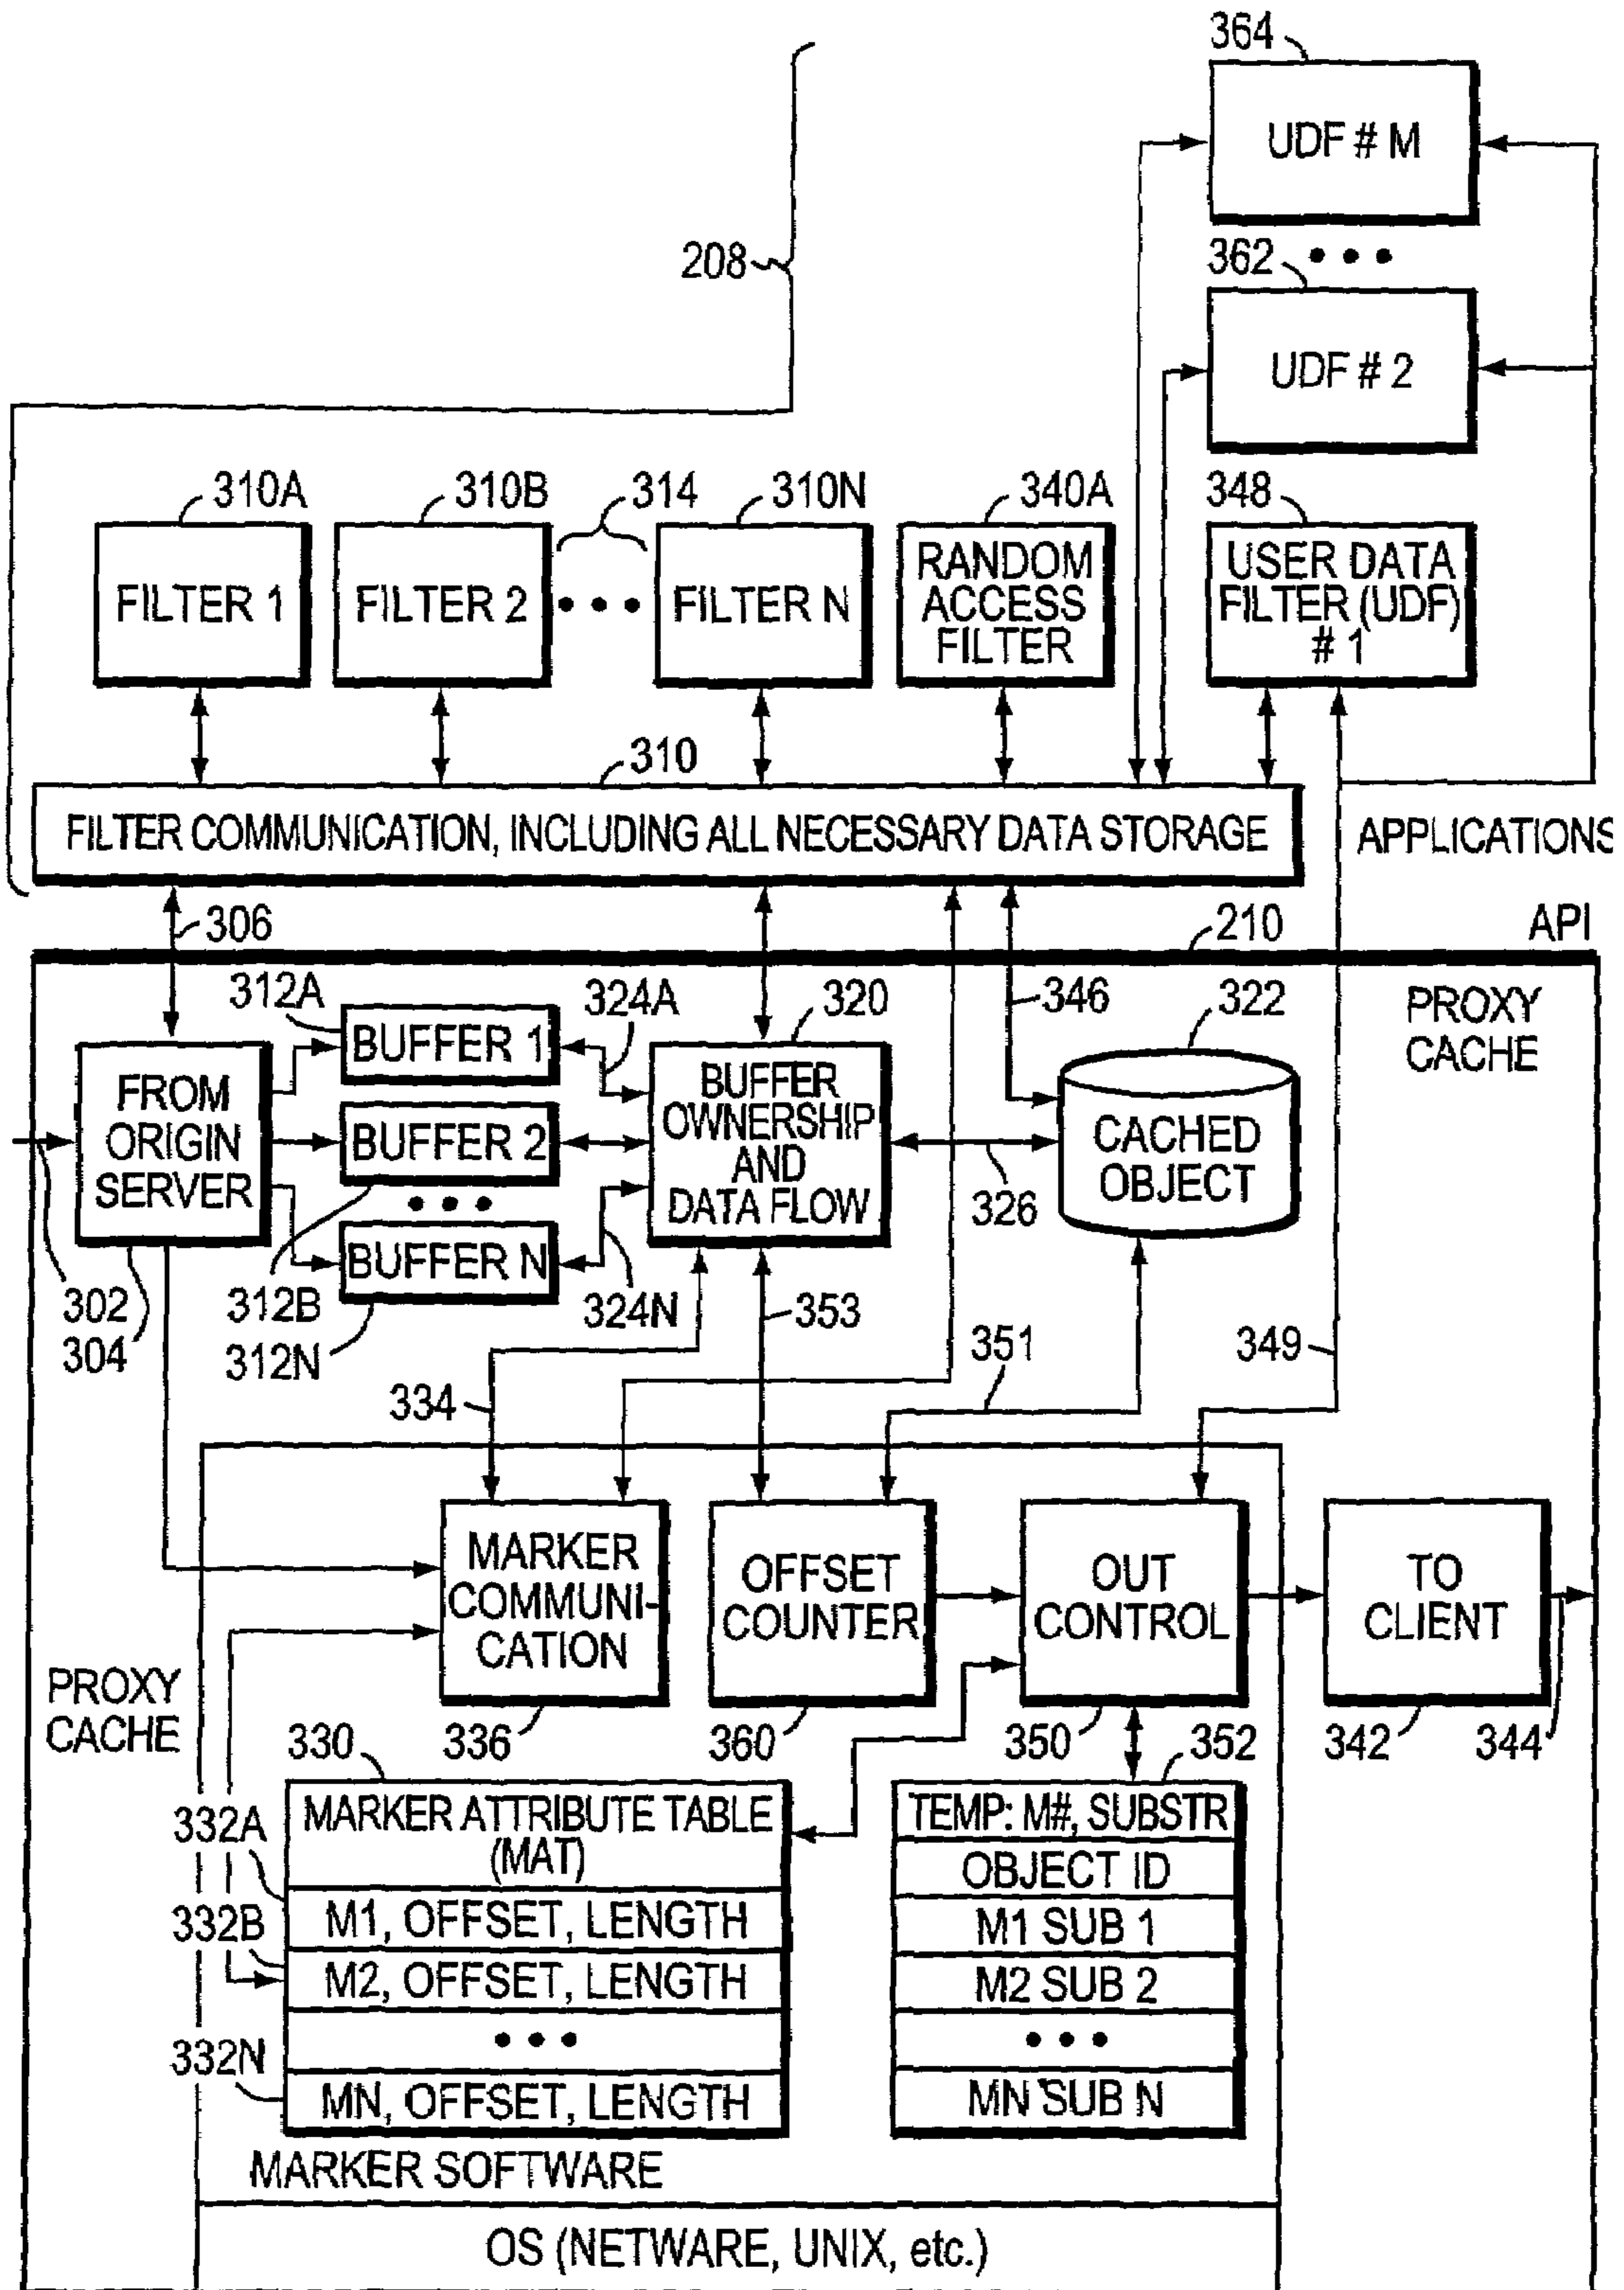 364
UDF # M
208
362
• • •
UDF # 2
310A
310B
314
310N
340A
348
FILTER 1
FILTER 2
• • •
FILTER N
RANDOM
ACCESS
FILTER
USER DATA
FILTER (UDF)
# 1
310
FILTER COMMUNICATION, INCLUDING ALL NECESSARY DATA STORAGE
APPLICATIONS
306
210
API
312A
324A
320
346
322
PROXY
CACHE
BUFFER 1
FROM
ORIGIN
SERVER
BUFFER 2
• • •
BUFFER N
BUFFER
OWNERSHIP
AND
DATA FLOW
CACHED
OBJECT
326
302
304
312B
312N
324N
353
351
349
334
MARKER
COMMUNI-
CATION
OFFSET
COUNTER
OUT
CONTROL
TO
CLIENT
PROXY
CACHE
330
336
360
350
352
342
344
332A
332B
332N
MARKER ATTRIBUTE TABLE
(MAT)
M1, OFFSET, LENGTH
M2, OFFSET, LENGTH
• • •
MN, OFFSET, LENGTH
TEMP: M#, SUBSTR
OBJECT ID
M1 SUB 1
M2 SUB 2
• • •
MN SUB N
MARKER SOFTWARE
OS (NETWARE, UNIX, etc.)